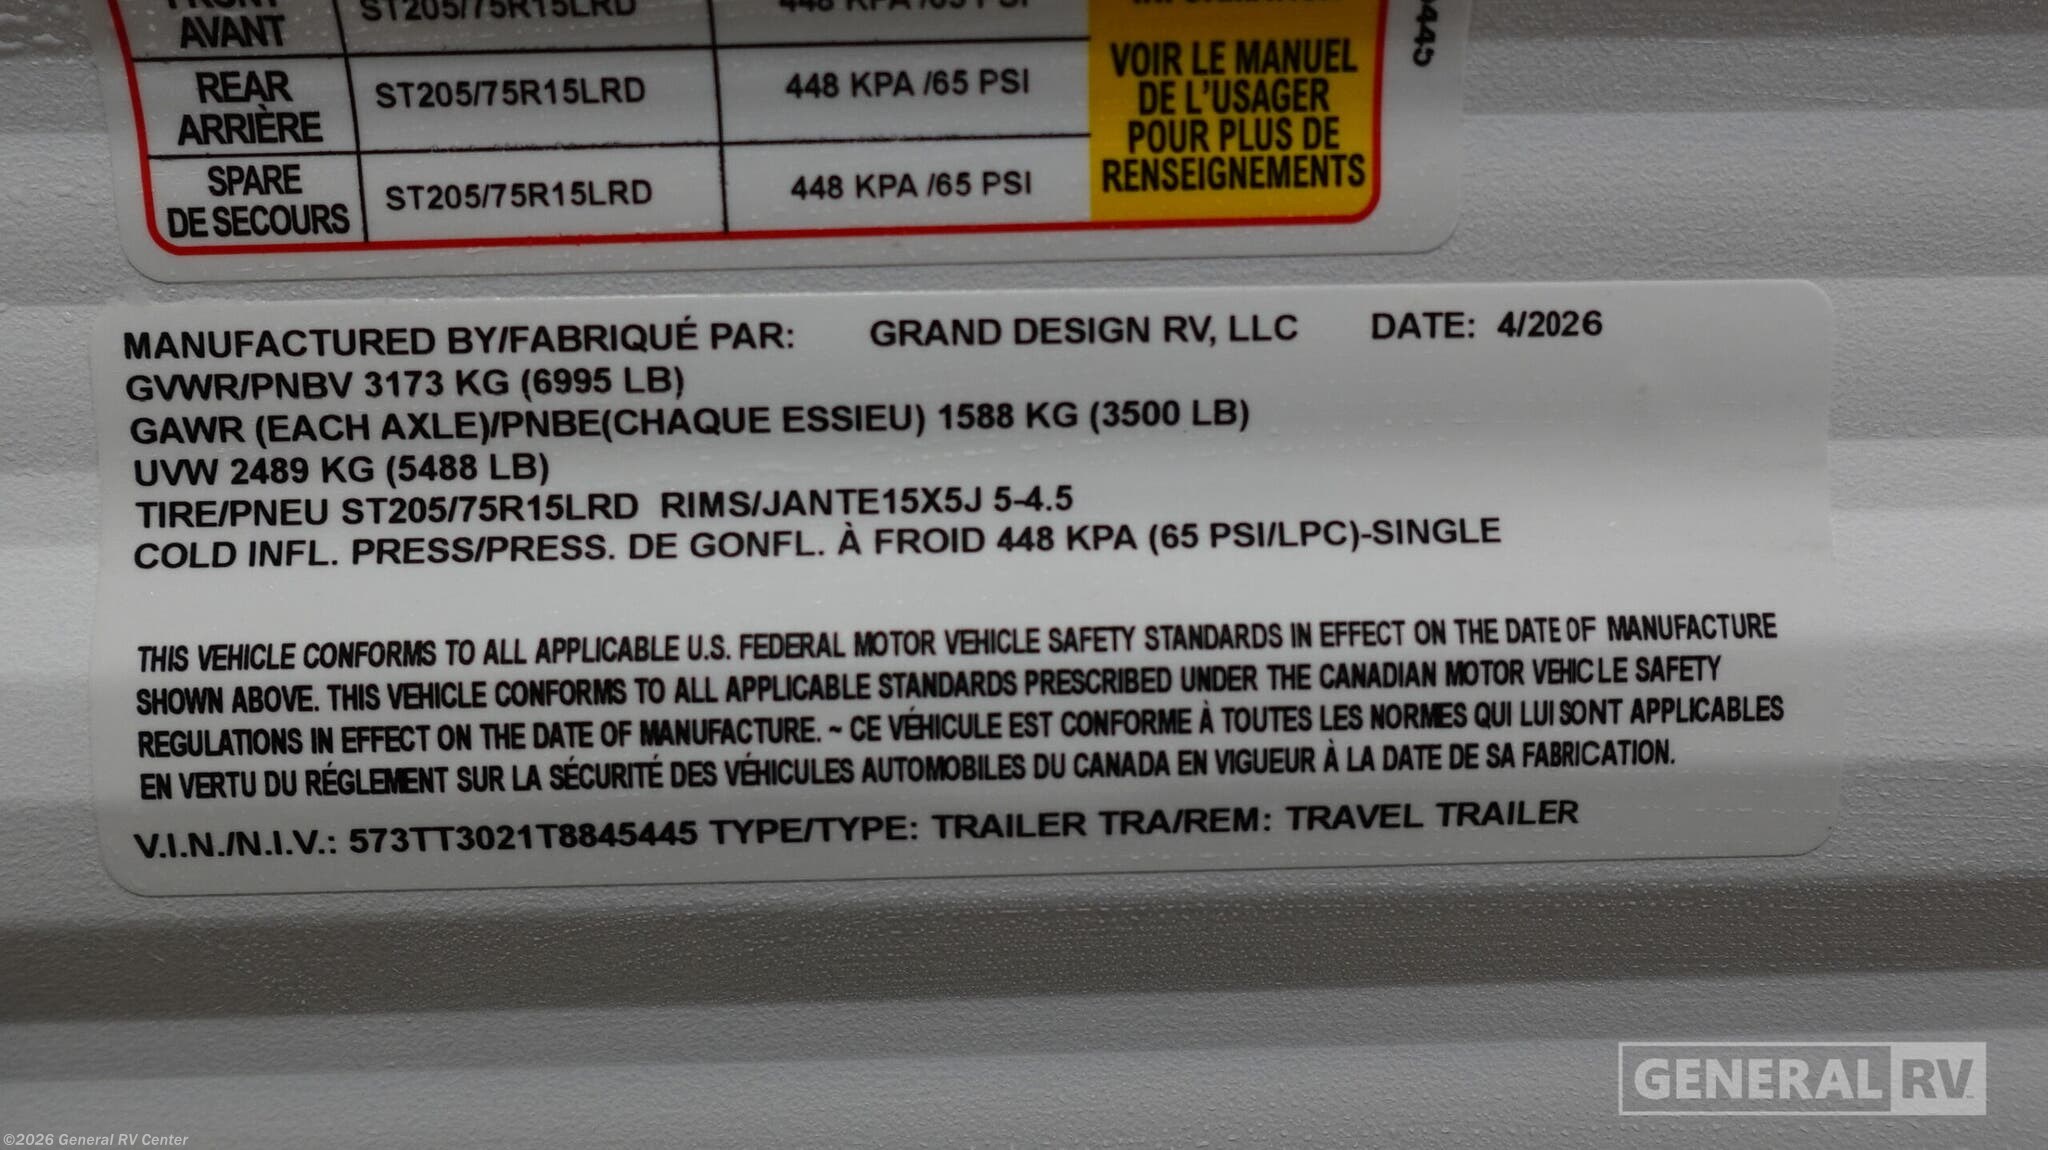 FRONT ST205/75R15LRD 448 KPA /65 PSI
AVANT
VOIR LE MANUEL
REAR ST205/75R15LRD 448 KPA /65 PSI DE L'USAGER
ARRIÈRE POUR PLUS DE
RENSEIGNEMENTS
SPARE ST205/75R15LRD 448 KPA /65 PSI
DE SECOURS
MANUFACTURED BY/FABRIQUÉ PAR: GRAND DESIGN RV, LLC DATE: 4/2026
GVWR/PNBV 3173 KG (6995 LB)
GAWR (EACH AXLE)/PNBE(CHAQUE ESSIEU) 1588 KG (3500 LB)
UVW 2489 KG (5488 LB)
TIRE/PNEU ST205/75R15LRD RIMS/JANTE15X5J 5-4.5
COLD INFL. PRESS/PRESS. DE GONFL. À FROID 448 KPA (65 PSI/LPC)-SINGLE
THIS VEHICLE CONFORMS TO ALL APPLICABLE U.S. FEDERAL MOTOR VEHICLE SAFETY STANDARDS IN EFFECT ON THE DATE OF MANUFACTURE
SHOWN ABOVE. THIS VEHICLE CONFORMS TO ALL APPLICABLE STANDARDS PRESCRIBED UNDER THE CANADIAN MOTOR VEHICLE SAFETY
REGULATIONS IN EFFECT ON THE DATE OF MANUFACTURE. ~ CE VÉHICULE EST CONFORME À TOUTES LES NORMES QUI LUI SONT APPLICABLES
EN VERTU DU RÉGLEMENT SUR LA SÉCURITÉ DES VÉHICULES AUTOMOBILES DU CANADA EN VIGUEUR À LA DATE DE SA FABRICATION.
V.I.N./N.I.V.: 573TT3021T8845445 TYPE/TYPE: TRAILER TRA/REM: TRAVEL TRAILER
GENERAL RV
©2026 General RV Center